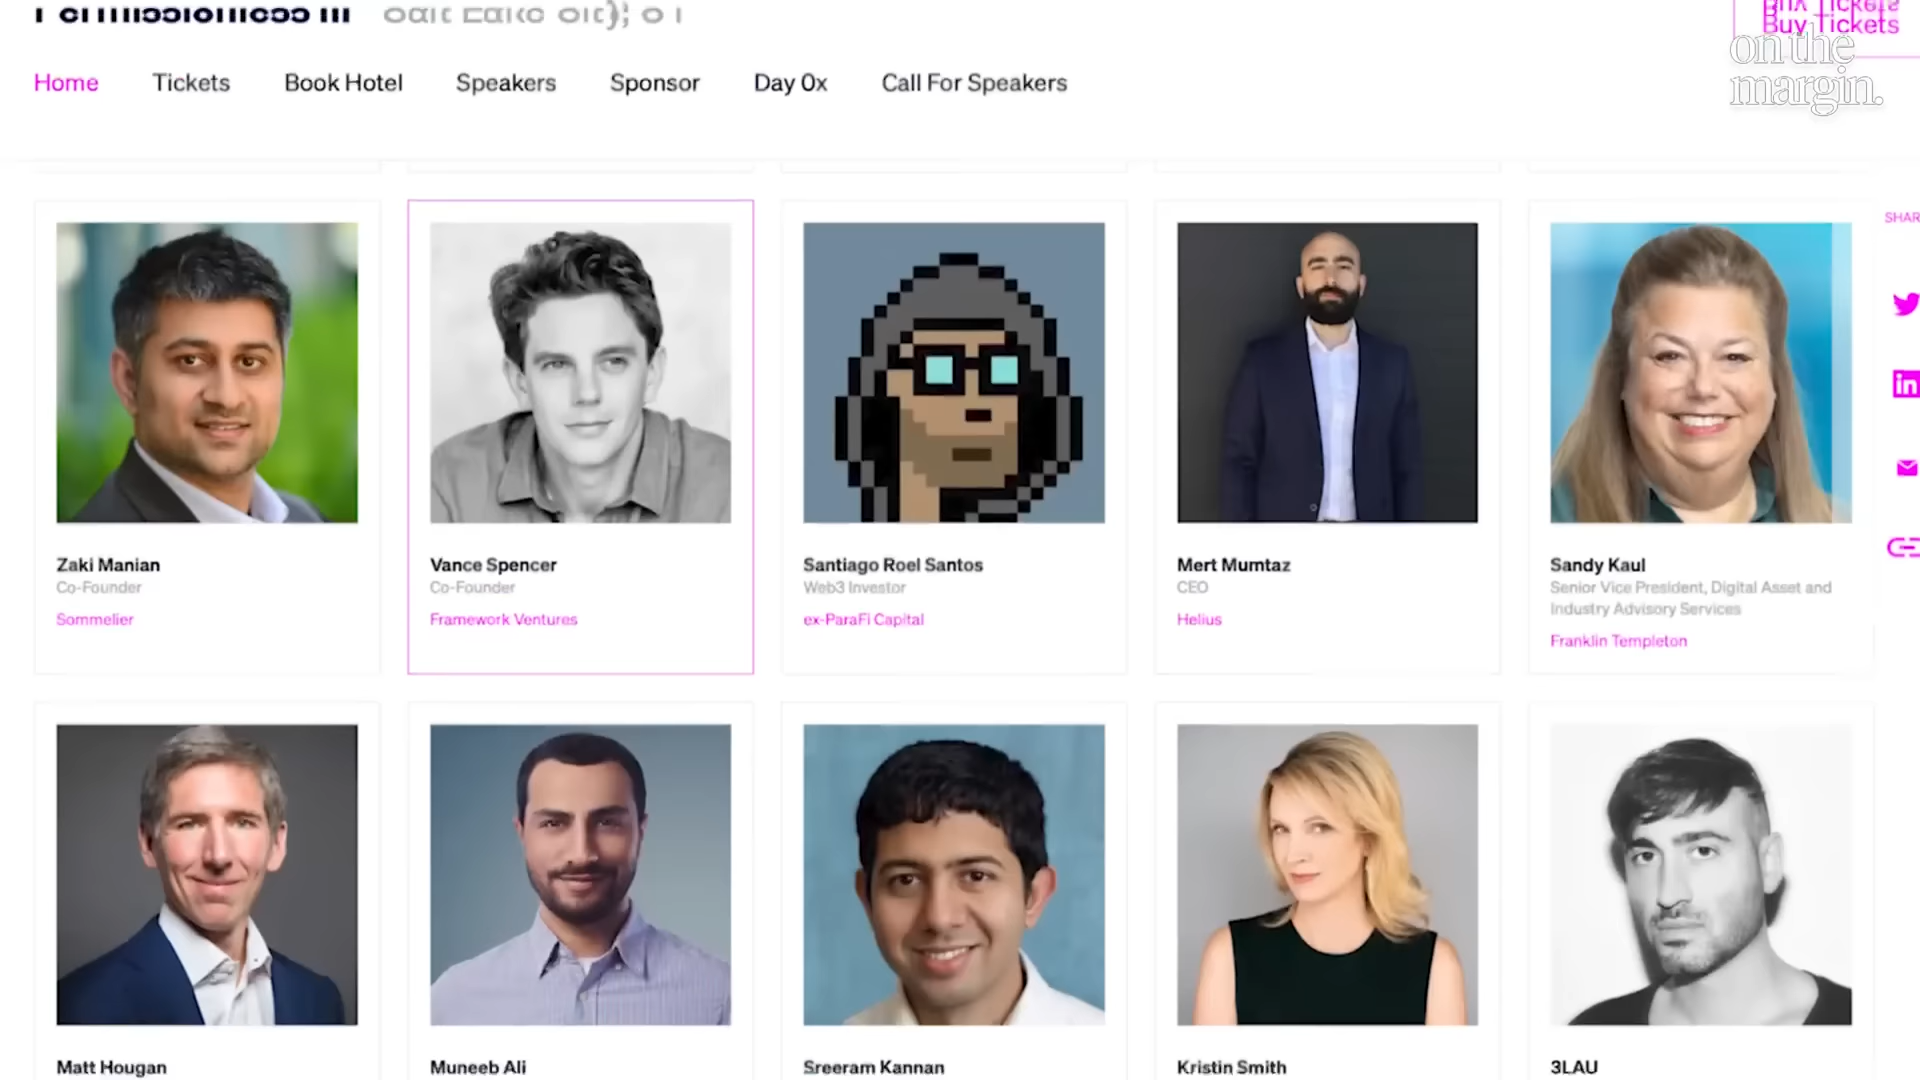 Buy Tickets
on the
margin.
Home Tickets Book Hotel Speakers Sponsor Day 0x Call For Speakers
SHAR
in
Zaki Manian
Co-Founder
Sommelier
Vance Spencer
Co-Founder
Framework Ventures
Santiago Roel Santos
Web3 Investor
ex-ParaFi Capital
Mert Mumtaz
CEO
Helius
Sandy Kaul
Senior Vice President, Digital Asset and
Industry Advisory Services
Franklin Templeton
Matt Hougan
Muneeb Ali
Sreeram Kannan
Kristin Smith
3LAU